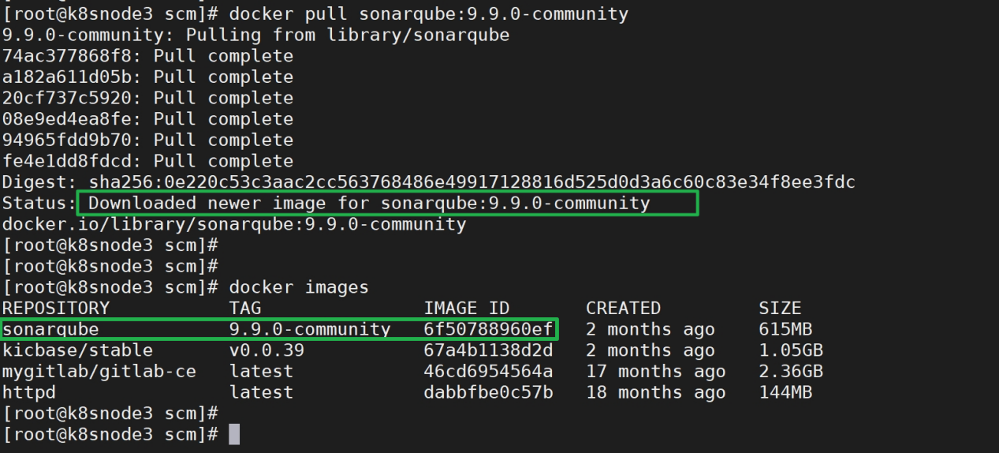 [root@k8snode3 scm]# docker pull sonarqube:9.9.0-community
9.9.0-community: Pulling from library/sonarqube
74ac377868f8: Pull complete
a182a611d05b: Pull complete
20cf737c5920: Pull complete
08e9ed4ea8fe: Pull complete
94965fdd9b70: Pull complete
fe4e1dd8fdcd: Pull complete
Digest: sha256:0e220c53c3aac2cc563768486e49917128816d525d0d3a6c60c83e34f8ee3fdc
Status: Downloaded newer image for sonarqube:9.9.0-community
docker.io/library/sonarqube:9.9.0-community
[root@k8snode3 scm]#
[root@k8snode3 scm]#
[root@k8snode3 scm]# docker images
REPOSITORY           TAG               IMAGE ID       CREATED         SIZE
sonarqube            9.9.0-community   6f50788960ef   2 months ago    615MB
kicbase/stable       v0.0.39           67a4b1138d2d   2 months ago    1.05GB
mygitlab/gitlab-ce   latest            46cd6954564a   17 months ago   2.36GB
httpd                latest            dabbfbe0c57b   18 months ago   144MB
[root@k8snode3 scm]#
[root@k8snode3 scm]#